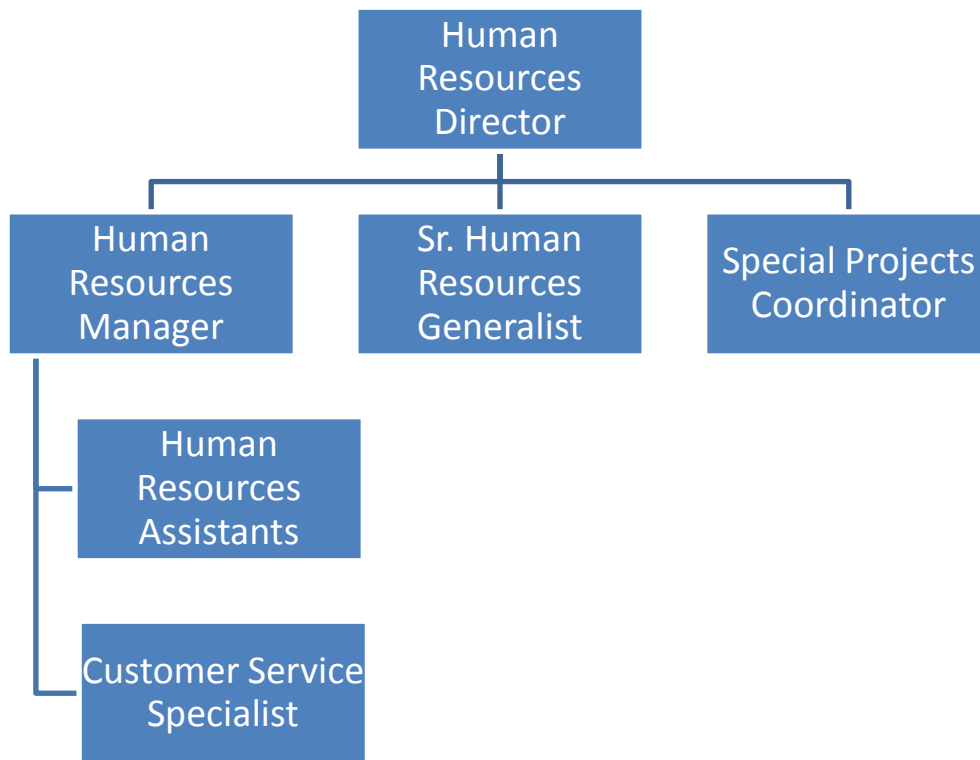 Human
Resources
Director
Human
Resources
Manager
Sr. Human
Resources
Generalist
Special Projects
Coordinator
Human
Resources
Assistants
Customer Service
Specialist